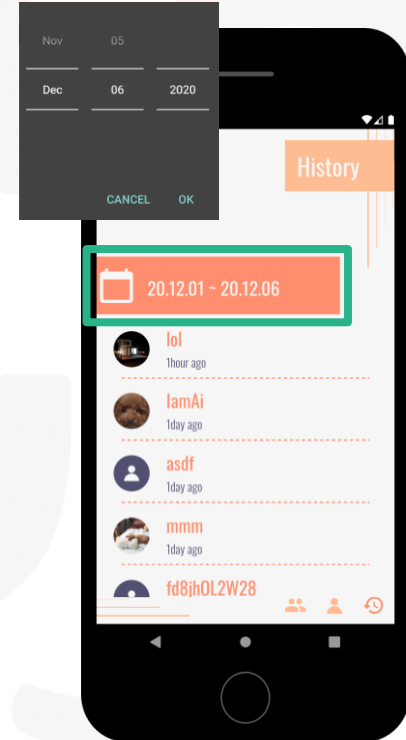 Nov 05
Dec 06 2020
CANCEL OK
History
20.12.01 ~ 20.12.06
lol
1hour ago
IamAi
1day ago
asdf
1day ago
mmm
1day ago
fd8jhOL2W28